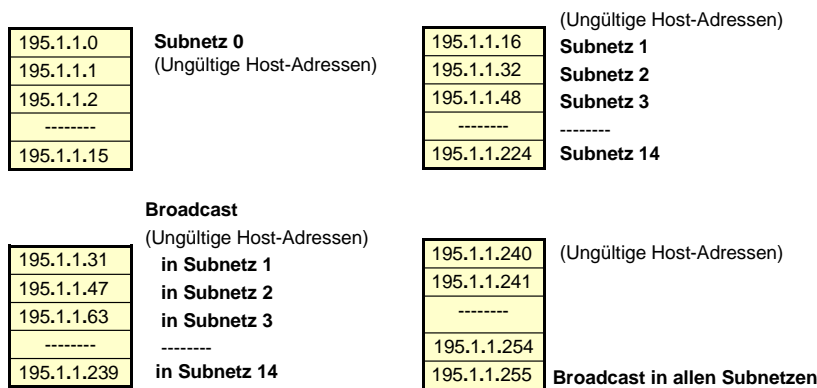 195.1.1.0 Subnetz 0
195.1.1.1 (Ungültige Host-Adressen)
195.1.1.2
--------
195.1.1.15
(Ungültige Host-Adressen)
195.1.1.16 Subnetz 1
195.1.1.32 Subnetz 2
195.1.1.48 Subnetz 3
-------- --------
195.1.1.224 Subnetz 14
Broadcast
(Ungültige Host-Adressen)
195.1.1.31 in Subnetz 1
195.1.1.47 in Subnetz 2
195.1.1.63 in Subnetz 3
-------- --------
195.1.1.239 in Subnetz 14
195.1.1.240 (Ungültige Host-Adressen)
195.1.1.241
--------
195.1.1.254
195.1.1.255 Broadcast in allen Subnetzen